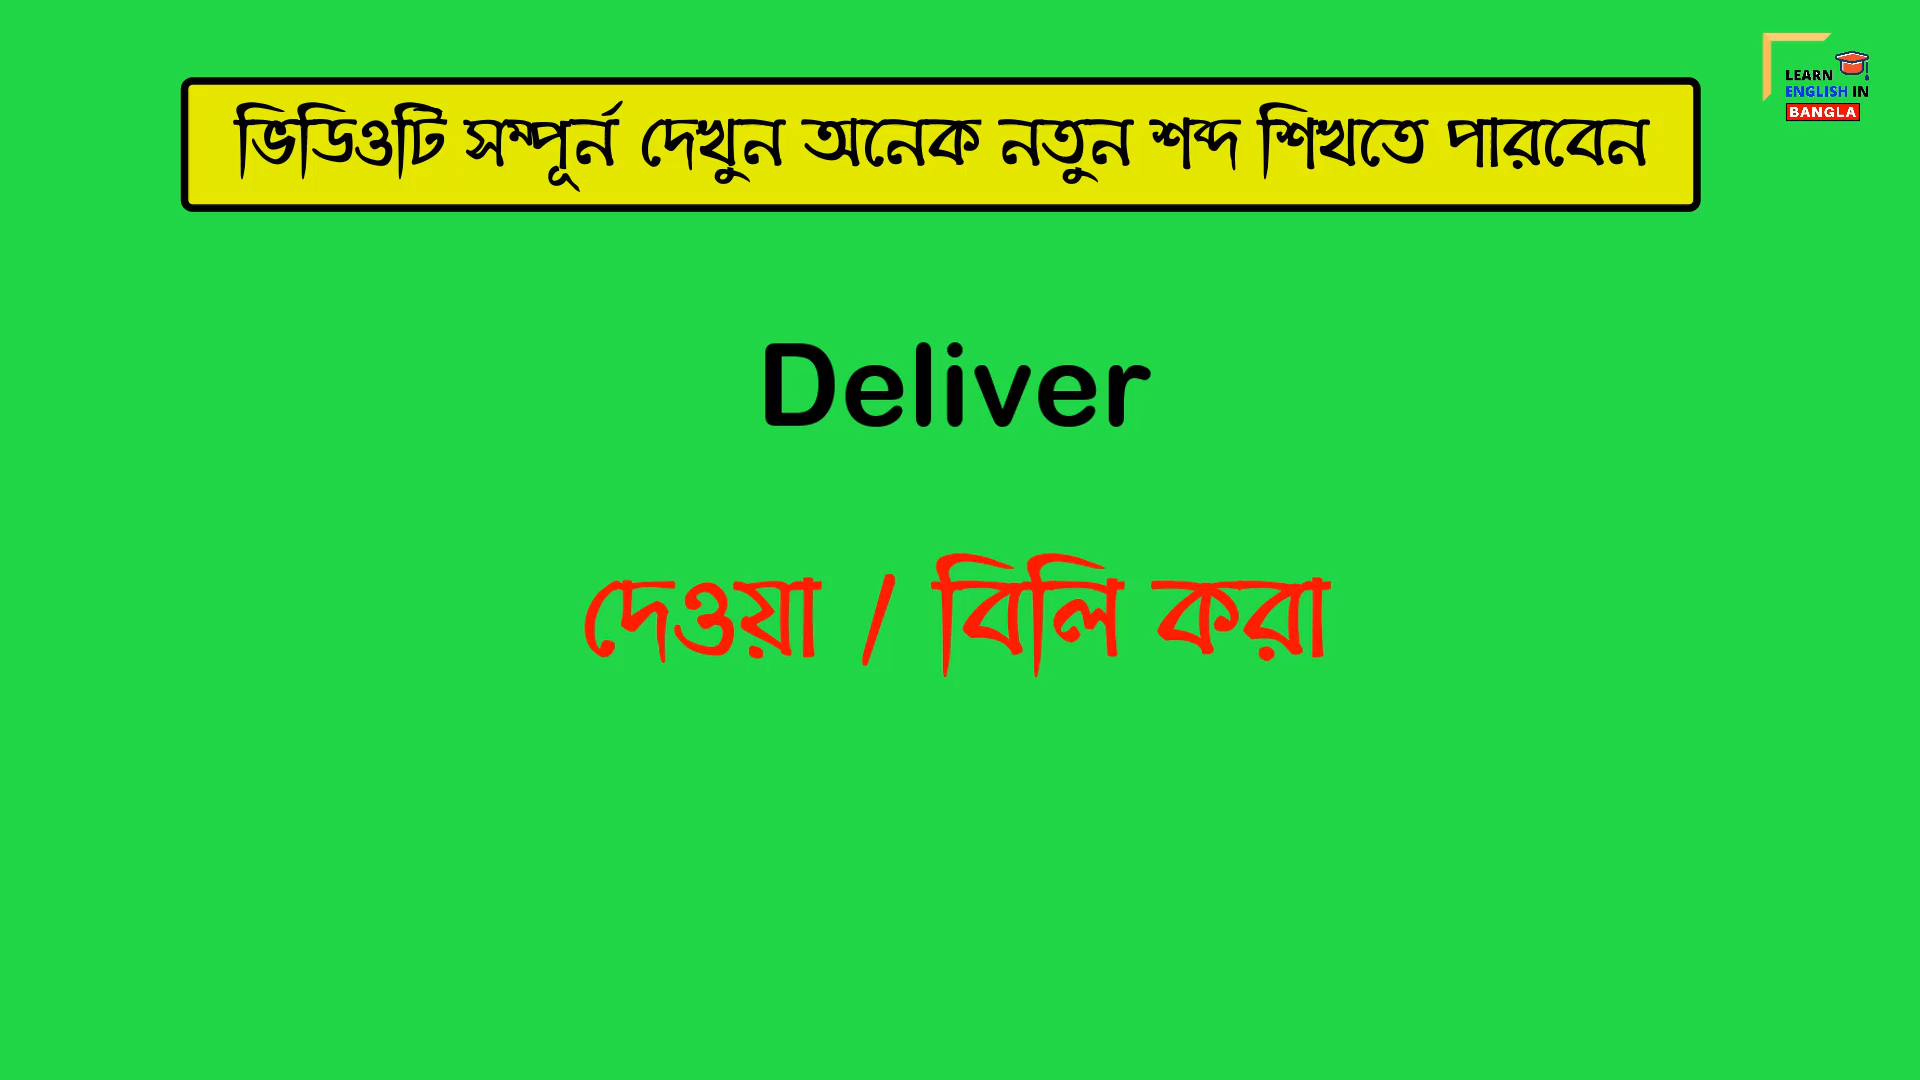 LEARN
ENGLISH IN
BANGLA
ভিডিওটি সম্পূর্ন দেখুন অনেক নতুন শব্দ শিখতে পারবেন
Deliver
দেওয়া / বিলি করা